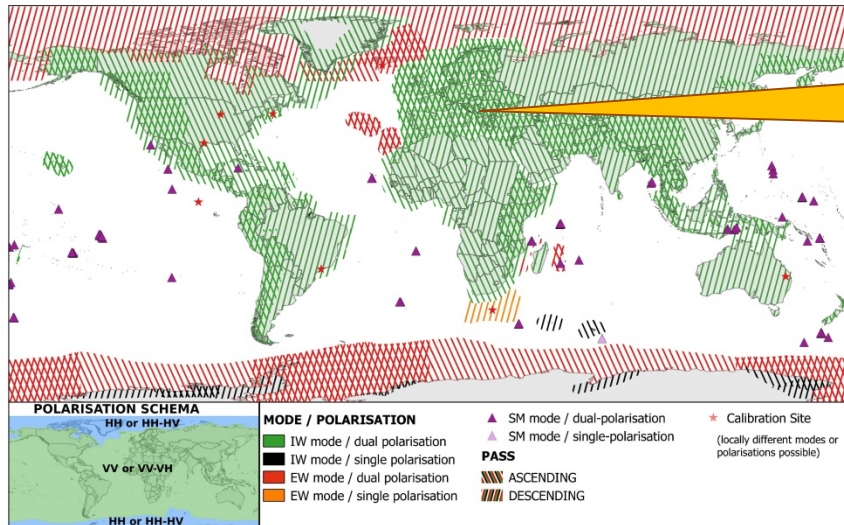 POLARISATION SCHEMA
HH or HH-HV
VV or VV-VH
HH or HH-HV
MODE / POLARISATION
IW mode / dual polarisation
IW mode / single polarisation
EW mode / dual polarisation
EW mode / single polarisation
SM mode / dual-polarisation
SM mode / single-polarisation
PASS
ASCENDING
DESCENDING
Calibration Site
(locally different modes or
polarisations possible)